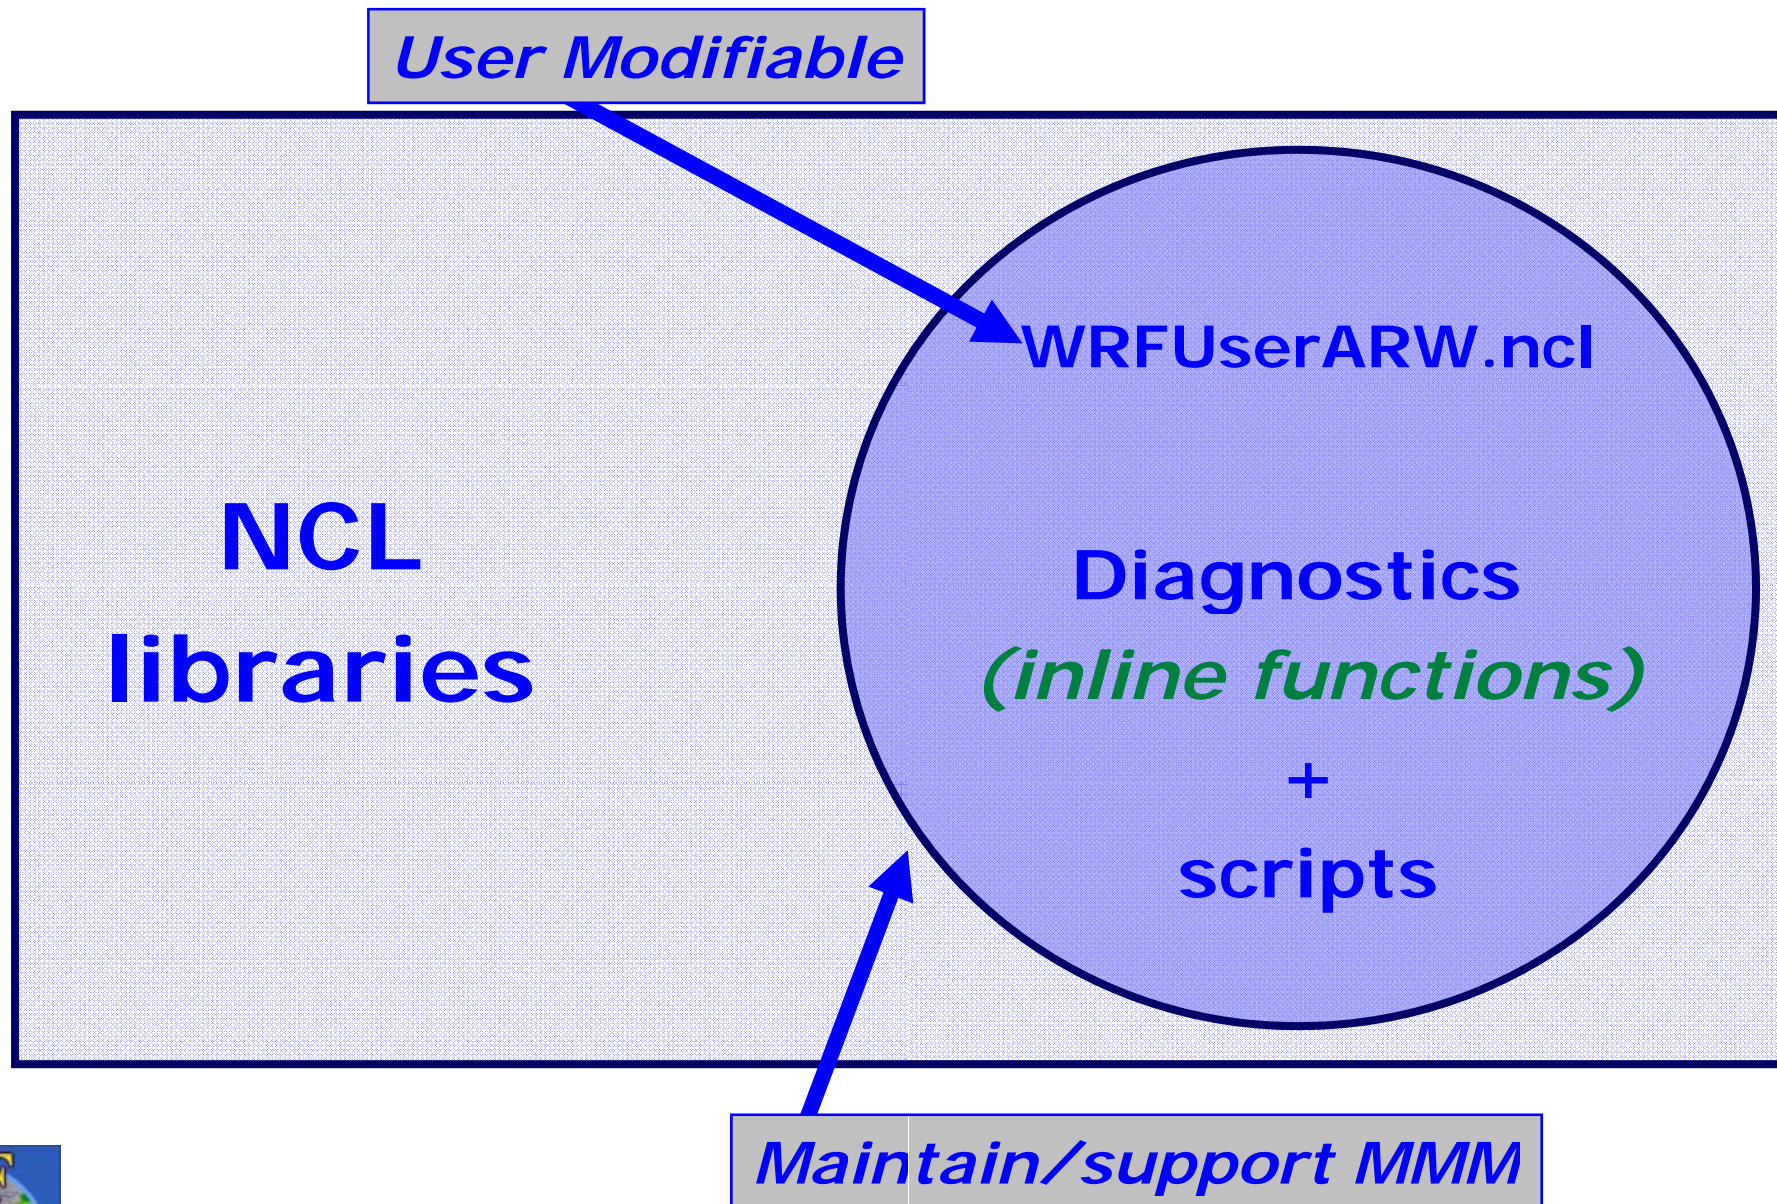 User Modifiable
WRFUserARW.ncl
NCL
libraries
Diagnostics
(inline functions)
+
scripts
Maintain/support MMM